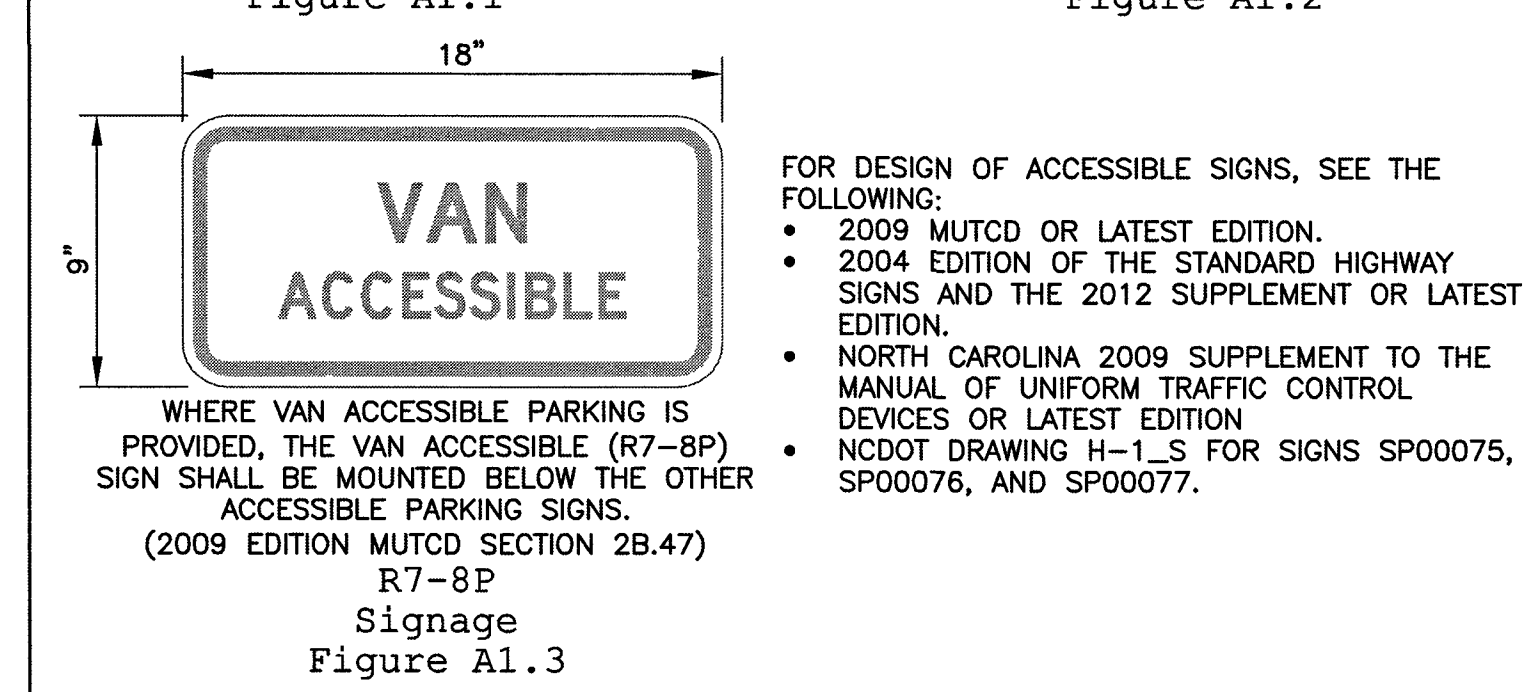 Figure A1.1
Figure A1.2
18"
9"
VAN
ACCESSIBLE
WHERE VAN ACCESSIBLE PARKING IS
PROVIDED, THE VAN ACCESSIBLE (R7-8P)
SIGN SHALL BE MOUNTED BELOW THE OTHER
ACCESSIBLE PARKING SIGNS.
(2009 EDITION MUTCD SECTION 2B.47)
R7-8P
Signage
Figure A1.3
FOR DESIGN OF ACCESSIBLE SIGNS, SEE THE
FOLLOWING:
• 2009 MUTCD OR LATEST EDITION.
• 2004 EDITION OF THE STANDARD HIGHWAY
SIGNS AND THE 2012 SUPPLEMENT OR LATEST
EDITION.
• NORTH CAROLINA 2009 SUPPLEMENT TO THE
MANUAL OF UNIFORM TRAFFIC CONTROL
DEVICES OR LATEST EDITION
• NCDOT DRAWING H-1_S FOR SIGNS SP00075,
SP00076, AND SP00077.